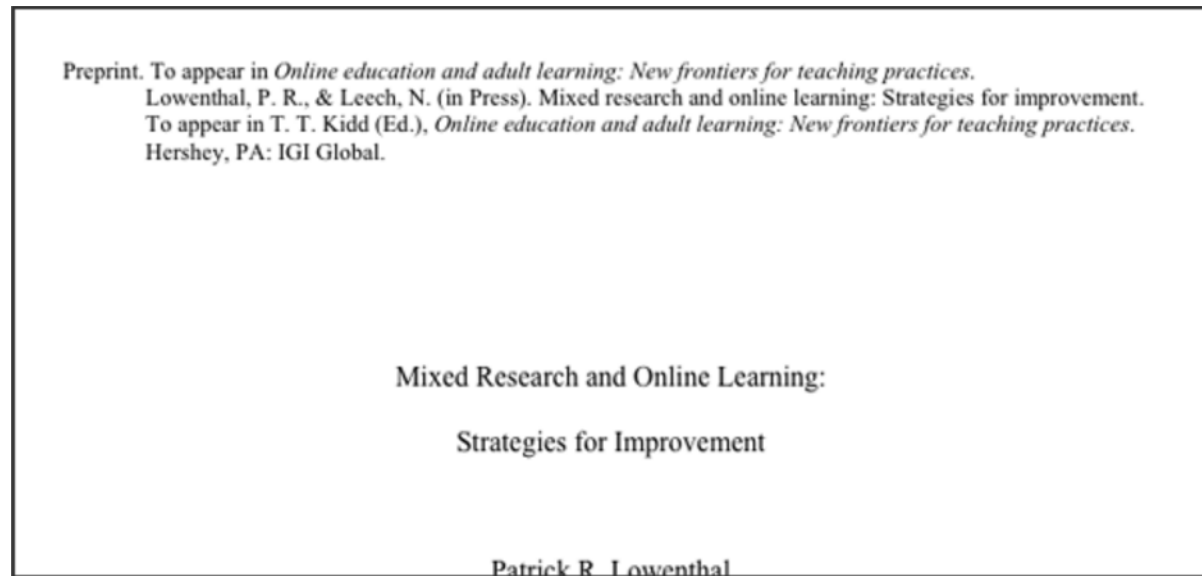 Preprint. To appear in Online education and adult learning: New frontiers for teaching practices.
Lowenthal, P. R., & Leech, N. (in Press). Mixed research and online learning: Strategies for improvement.
To appear in T. T. Kidd (Ed.), Online education and adult learning: New frontiers for teaching practices.
Hershey, PA: IGI Global.
Mixed Research and Online Learning:
Strategies for Improvement
Patrick R. Lowenthal